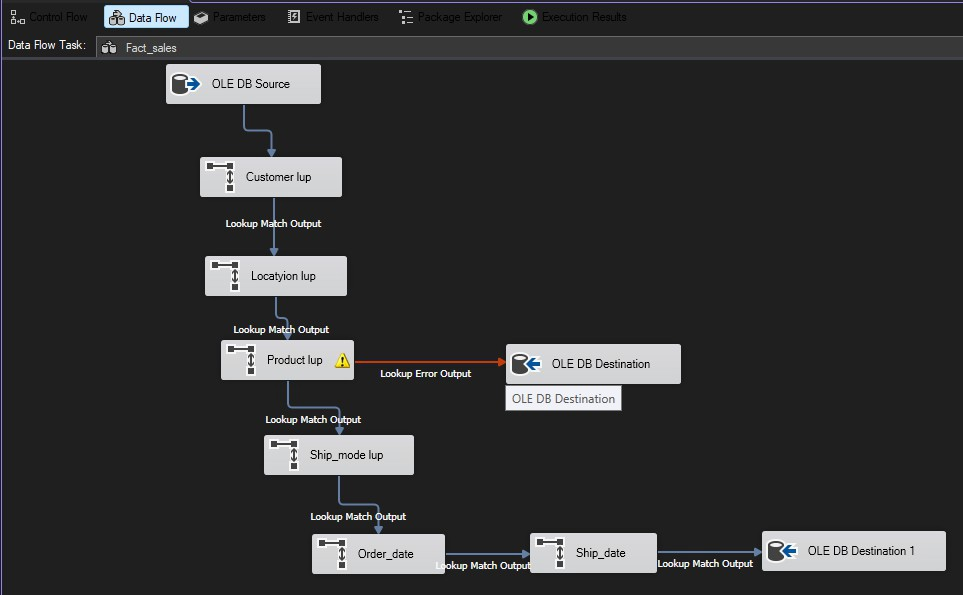 Control Flow
Data Flow
Parameters
Event Handlers
Package Explorer
Execution Results
Data Flow Task:
Fact_sales
OLE DB Source
Customer lup
Lookup Match Output
Locatyion lup
Lookup Match Output
Product lup
Lookup Error Output
OLE DB Destination
OLE DB Destination
Lookup Match Output
Ship_mode lup
Lookup Match Output
Order_date
Lookup Match Output
Ship_date
Lookup Match Output
OLE DB Destination 1